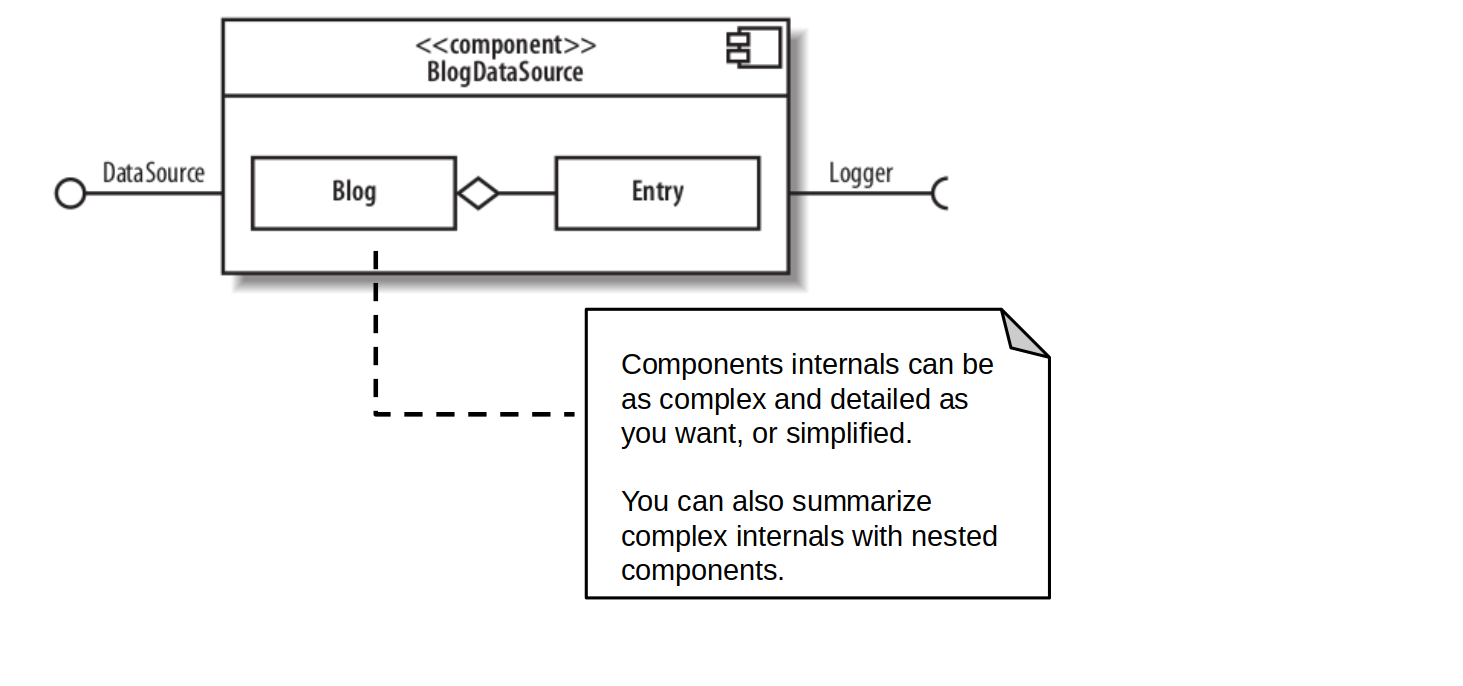 <<component>>
BlogDataSource
DataSource
Blog
Entry
Logger
Components internals can be
as complex and detailed as
you want, or simplified.
You can also summarize
complex internals with nested
components.